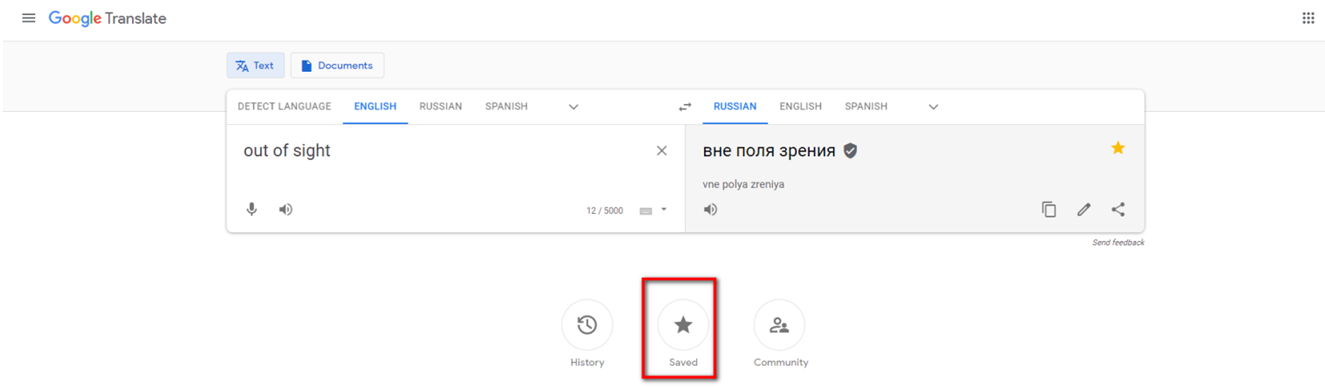 Google Translate
Text Documents
DETECT LANGUAGE ENGLISH RUSSIAN SPANISH RUSSIAN ENGLISH SPANISH
out of sight
вне поля зрения
vne polya zreniya
12 / 5000
Send feedback
History Saved Community